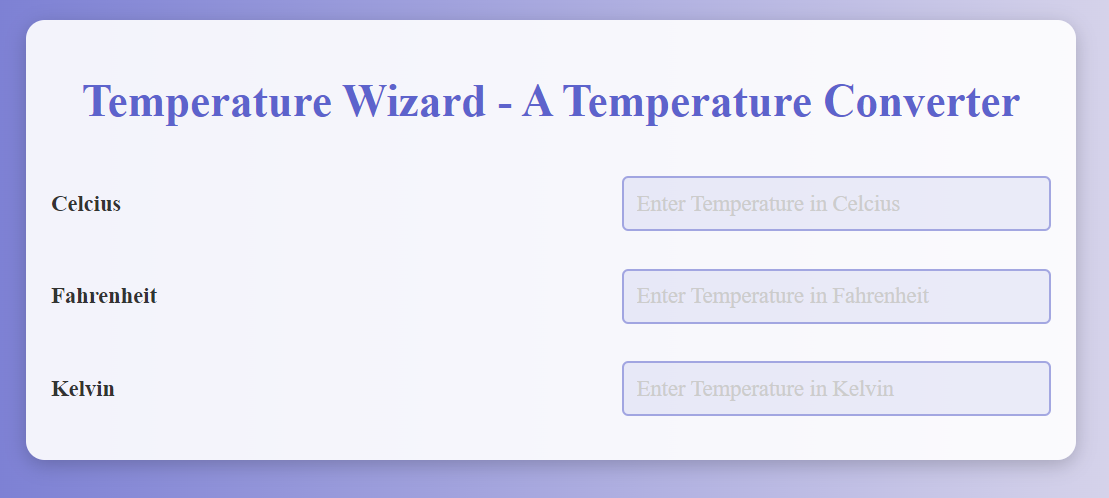 Temperature Wizard - A Temperature Converter
Celcius
Enter Temperature in Celcius
Fahrenheit
Enter Temperature in Fahrenheit
Kelvin
Enter Temperature in Kelvin